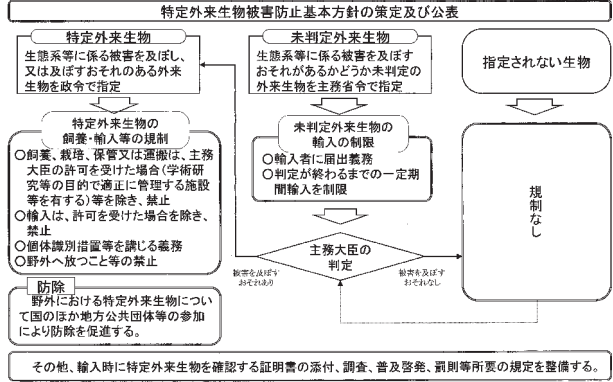 特定外来生物被害防止基本方針の策定及び公表
特定外来生物
生態系等に係る被害を及ぼし、
又は及ぼすおそれのある外来
生物を政令で指定
特定外来生物の
飼養・輸入等の規制
○飼養、栽培、保管又は運搬は、主務
大臣の許可を受けた場合(学術研
究等の目的で適正に管理する施設
等を有する)等を除き、禁止
○輸入は、許可を受けた場合を除き、
禁止
○個体識別措置等を講じる義務
○野外へ放つこと等の禁止
防除
野外における特定外来生物につい
て国のほか地方公共団体等の参加
により防除を促進する。
未判定外来生物
生態系等に係る被害を及ぼす
おそれがあるかどうか未判定の
外来生物を主務省令で指定
未判定外来生物の
輸入の制限
○輸入者に届出義務
○判定が終わるまでの一定期
間輸入を制限
主務大臣の
判定
被害を及ぼす
おそれあり
被害を及ぼす
おそれなし
指定されない生物
規制なし
その他、輸入時に特定外来生物を確認する証明書の添付、調査、普及啓発、罰則等所要の規定を整備する。